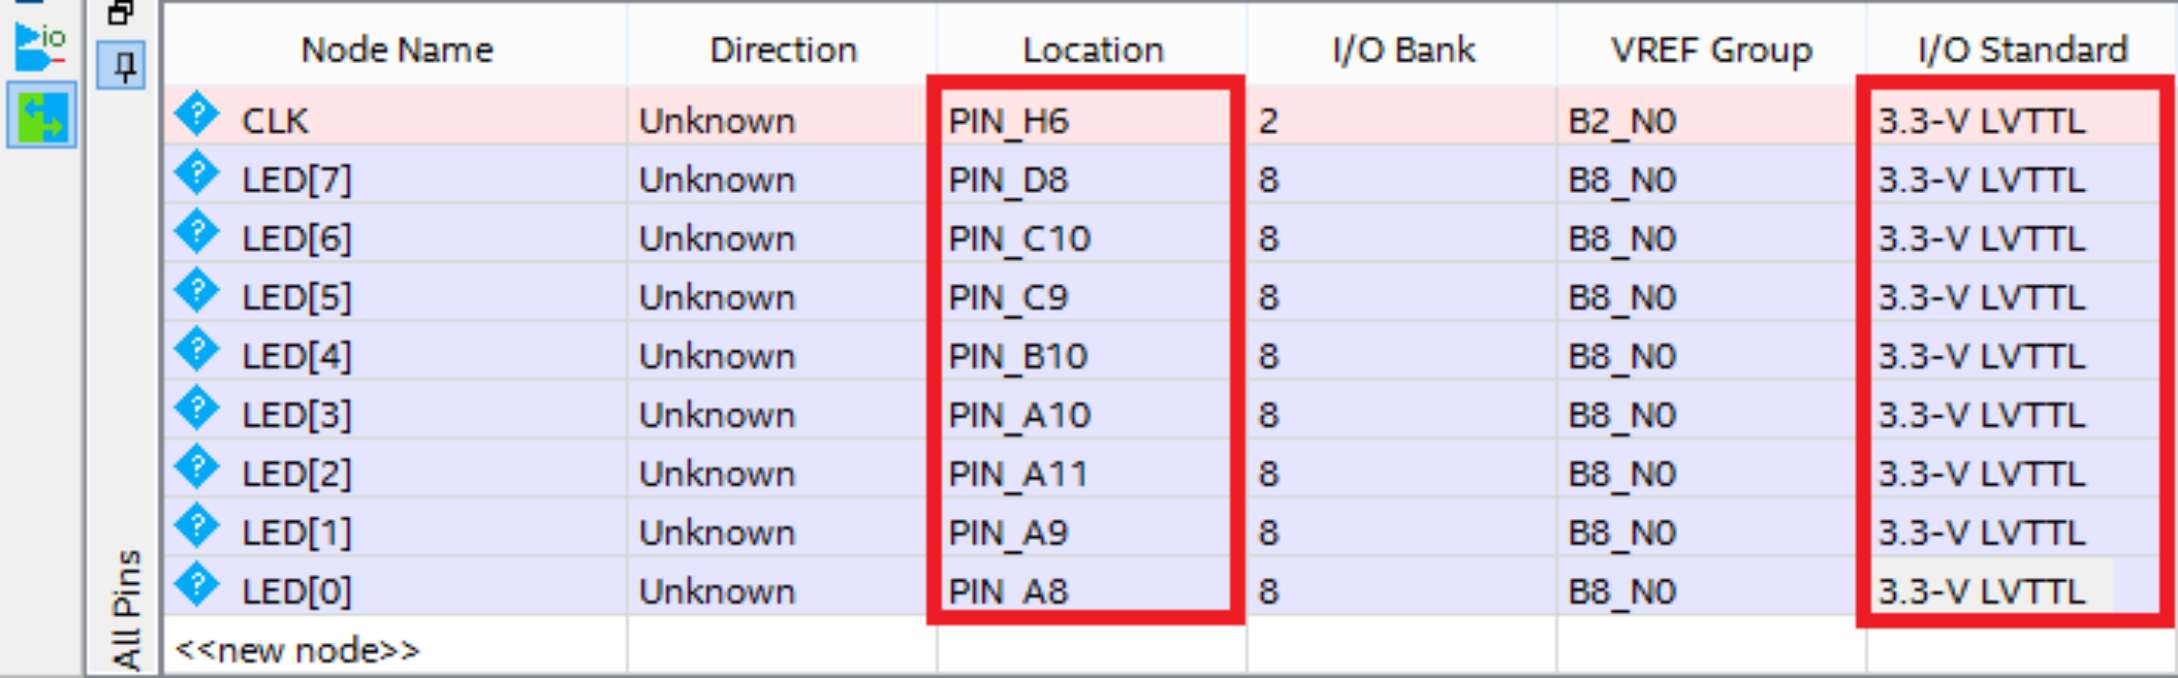 io
All Pins
Node Name Direction Location I/O Bank VREF Group I/O Standard
CLK Unknown PIN_H6 2 B2_N0 3.3-V LVTTL
LED[7] Unknown PIN_D8 8 B8_N0 3.3-V LVTTL
LED[6] Unknown PIN_C10 8 B8_N0 3.3-V LVTTL
LED[5] Unknown PIN_C9 8 B8_N0 3.3-V LVTTL
LED[4] Unknown PIN_B10 8 B8_N0 3.3-V LVTTL
LED[3] Unknown PIN_A10 8 B8_N0 3.3-V LVTTL
LED[2] Unknown PIN_A11 8 B8_N0 3.3-V LVTTL
LED[1] Unknown PIN_A9 8 B8_N0 3.3-V LVTTL
LED[0] Unknown PIN_A8 8 B8_N0 3.3-V LVTTL
<<new node>>